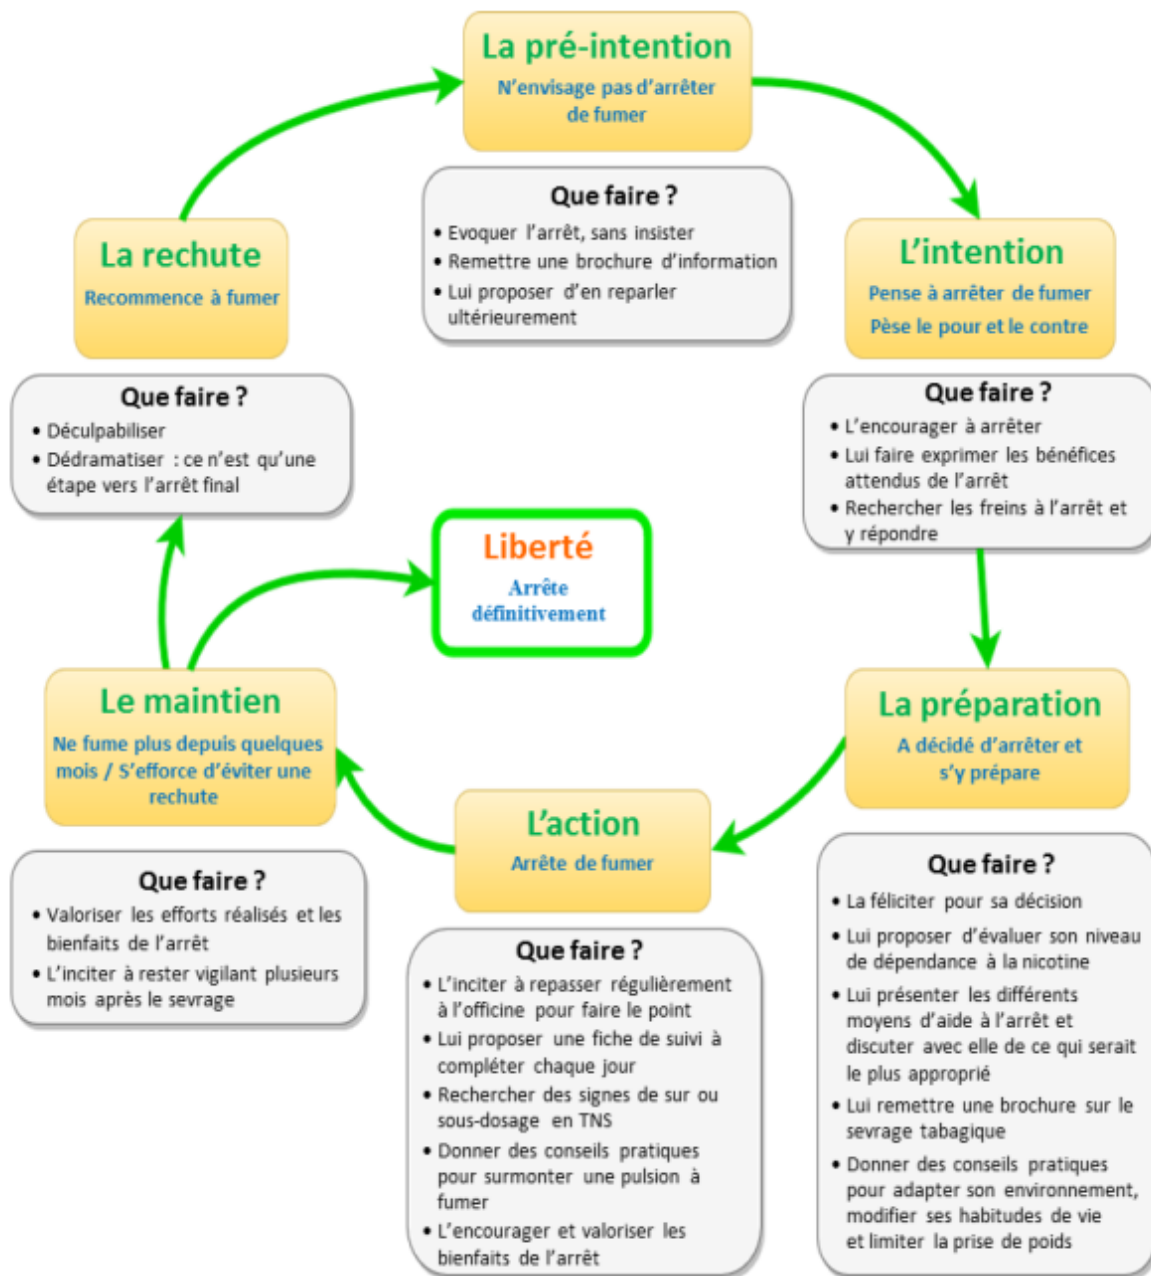 La pré-intention
N'envisage pas d'arrêter
de fumer
Que faire ?
• Evoquer l'arrêt, sans insister
• Remettre une brochure d'information
• Lui proposer d'en reparler
ultérieurement
L'intention
Pense à arrêter de fumer
Pèse le pour et le contre
Que faire ?
• L'encourager à arrêter
• Lui faire exprimer les bénéfices
attendus de l'arrêt
• Rechercher les freins à l'arrêt et
y répondre
La préparation
A décidé d'arrêter et
s'y prépare
Que faire ?
• La féliciter pour sa décision
• Lui proposer d'évaluer son niveau
de dépendance à la nicotine
• Lui présenter les différents
moyens d'aide à l'arrêt et
discuter avec elle de ce qui serait
le plus approprié
• Lui remettre une brochure sur le
sevrage tabagique
• Donner des conseils pratiques
pour adapter son environnement,
modifier ses habitudes de vie
et limiter la prise de poids
L'action
Arrête de fumer
Que faire ?
• L'inciter à repasser régulièrement
à l'officine pour faire le point
• Lui proposer une fiche de suivi à
compléter chaque jour
• Rechercher des signes de sur ou
sous-dosage en TNS
• Donner des conseils pratiques
pour surmonter une pulsion à
fumer
• L'encourager et valoriser les
bienfaits de l'arrêt
Le maintien
Ne fume plus depuis quelques
mois / S'efforce d'éviter une
rechute
Que faire ?
• Valoriser les efforts réalisés et les
bienfaits de l'arrêt
• L'inciter à rester vigilant plusieurs
mois après le sevrage
Liberté
Arrête
définitivement
La rechute
Recommence à fumer
Que faire ?
• Déculpabiliser
• Dédramatiser : ce n'est qu'une
étape vers l'arrêt final